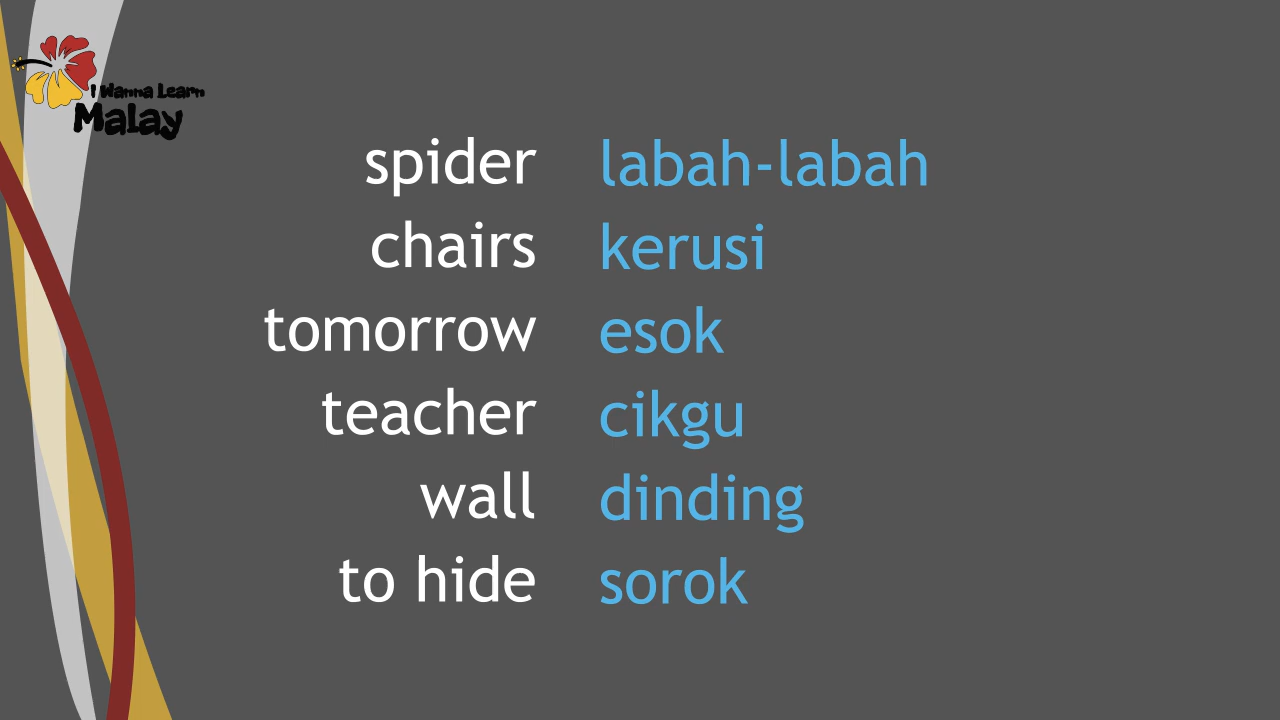 I Wanna Learn
Malay
spider labah-labah
chairs kerusi
tomorrow esok
teacher cikgu
wall dinding
to hide sorok